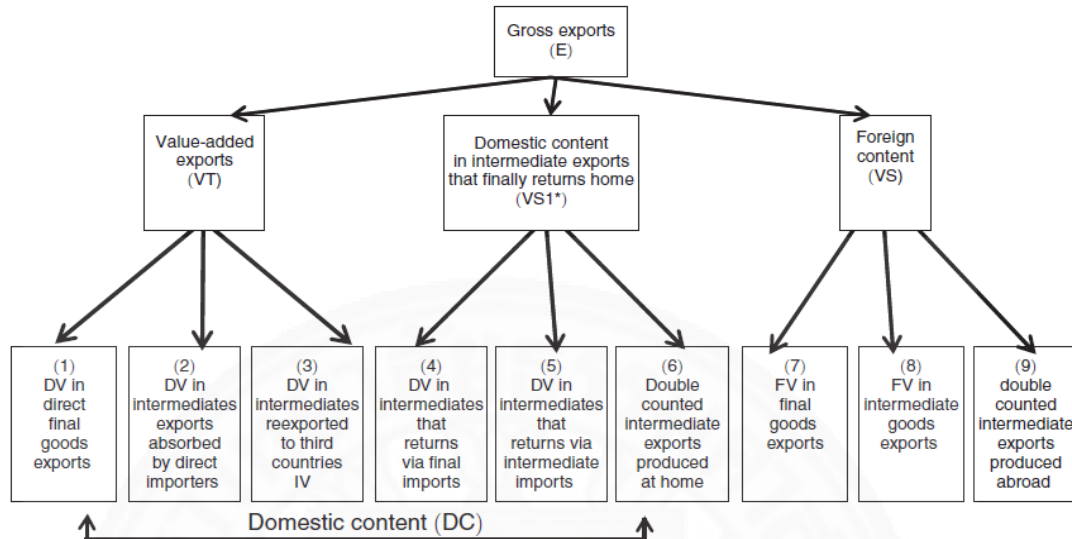 Gross exports
(E)
Value-added
exports
(VT)
Domestic content
in intermediate exports
that finally returns home
(VS1*)
Foreign
content
(VS)
(1)
DV in
direct
final
goods
exports
(2)
DV in
intermediates
exports
absorbed
by direct
importers
(3)
DV in
intermediates
reexported
to third
countries
IV
(4)
DV in
intermediates
that
returns
via final
imports
(5)
DV in
intermediates
that
returns via
intermediate
imports
(6)
Double
counted
intermediate
exports
produced
at home
(7)
FV in
final
goods
exports
(8)
FV in
intermediate
goods
exports
(9)
double
counted
intermediate
exports
produced
abroad
Domestic content (DC)